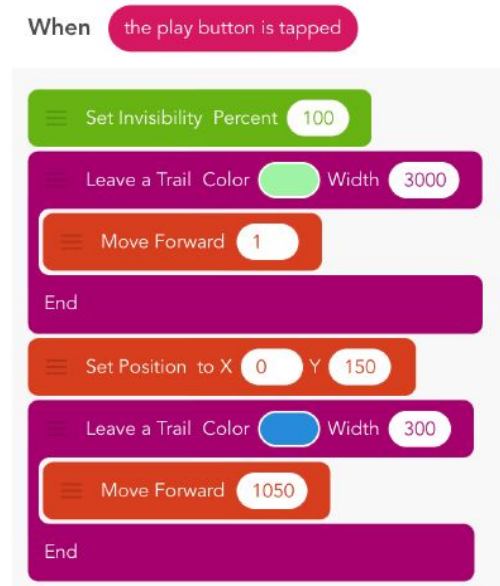 When the play button is tapped
Set Invisibility Percent 100
Leave a Trail Color Width 3000
Move Forward 1
End
Set Position to X 0 Y 150
Leave a Trail Color Width 300
Move Forward 1050
End